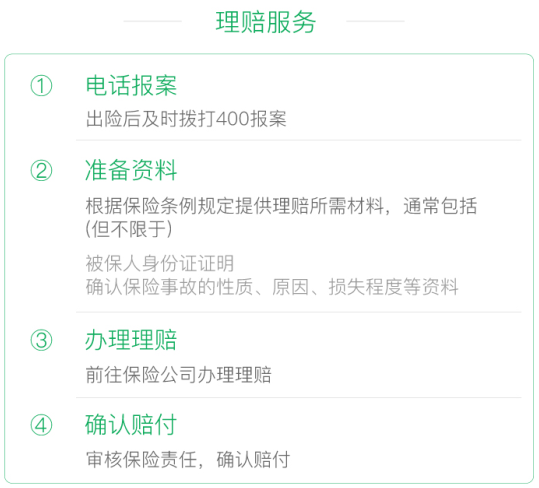 理赔服务
① 电话报案
出险后及时拨打400报案
② 准备资料
根据保险条例规定提供理赔所需材料，通常包括
(但不限于)
被保人身份证证明
确认保险事故的性质、原因、损失程度等资料
③ 办理理赔
前往保险公司办理理赔
④ 确认赔付
审核保险责任，确认赔付